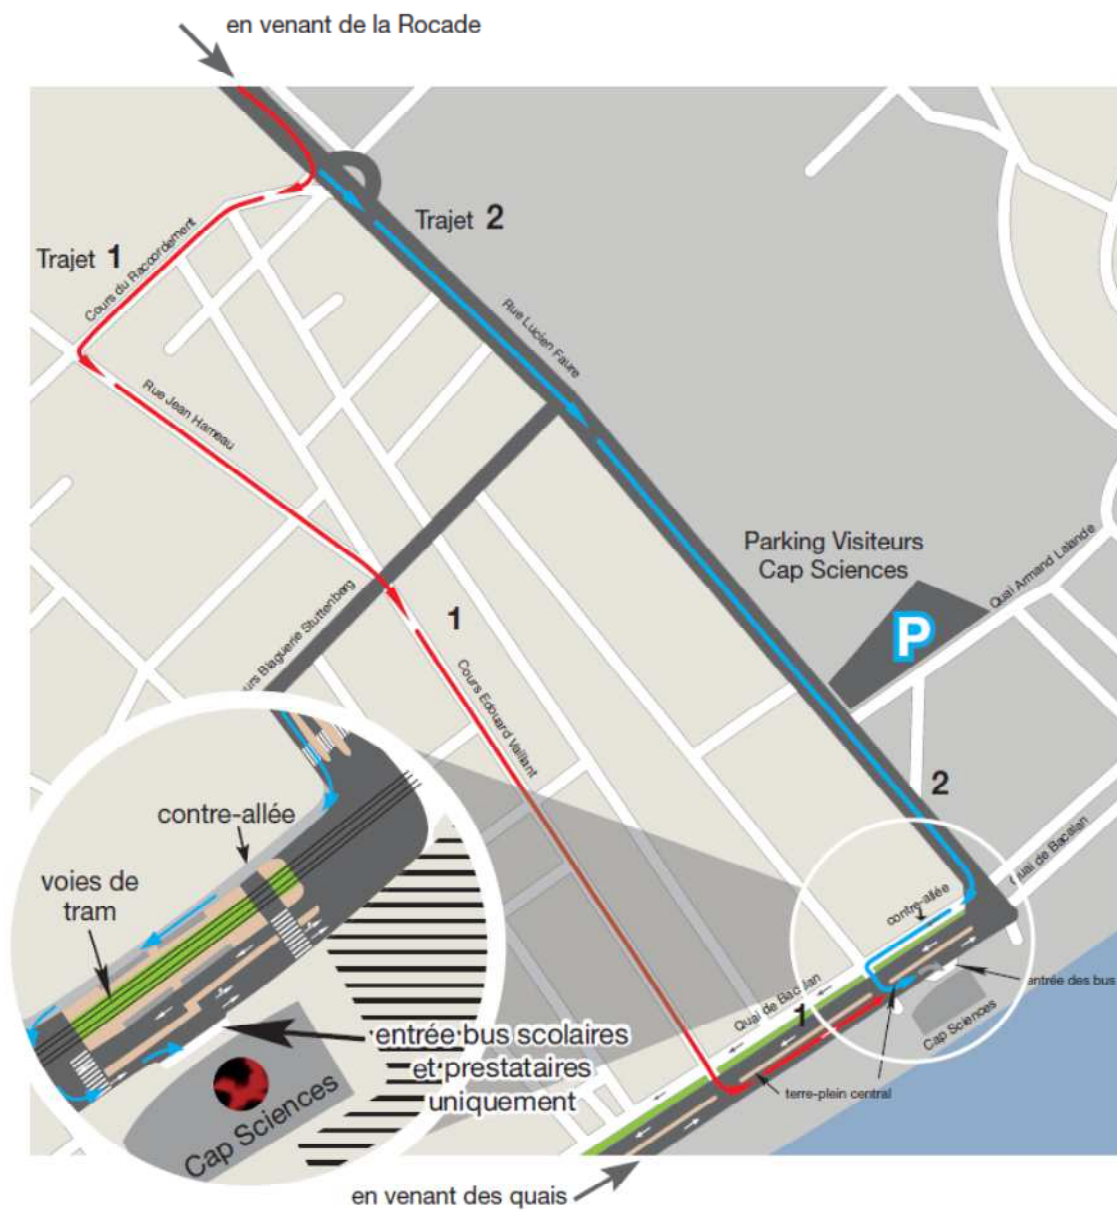 en venant de la Rocade
Trajet 2
Trajet 1
Cours du Raccordement
Rue Lucien Faure
Rue Jean Hameau
Parking Visiteurs
Cap Sciences
Quai Armand Lalande
P
1
urs Blaguerie Stuttenberg
Cours Edouard Vaillant
2
contre-allée
Quai de Bacalan
contre-allée
voies de
tram
Quai de Bacalan
1
entrée des bus
Cap Sciences
entrée bus scolaires
et prestataires
uniquement
terre-plein central
Cap Sciences
en venant des quais